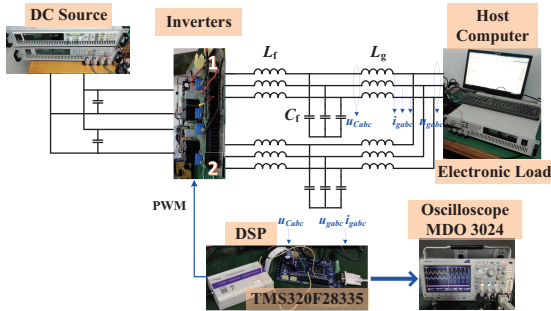 DC Source
Inverters
Host
Computer
1
L_f
L_g
C_f
u_Cabc
i_gabc
u_gabc
2
Electronic Load
PWM
u_Cabc
u_gabc
i_gabc
DSP
Oscilloscope
MDO 3024
TMS320F28335